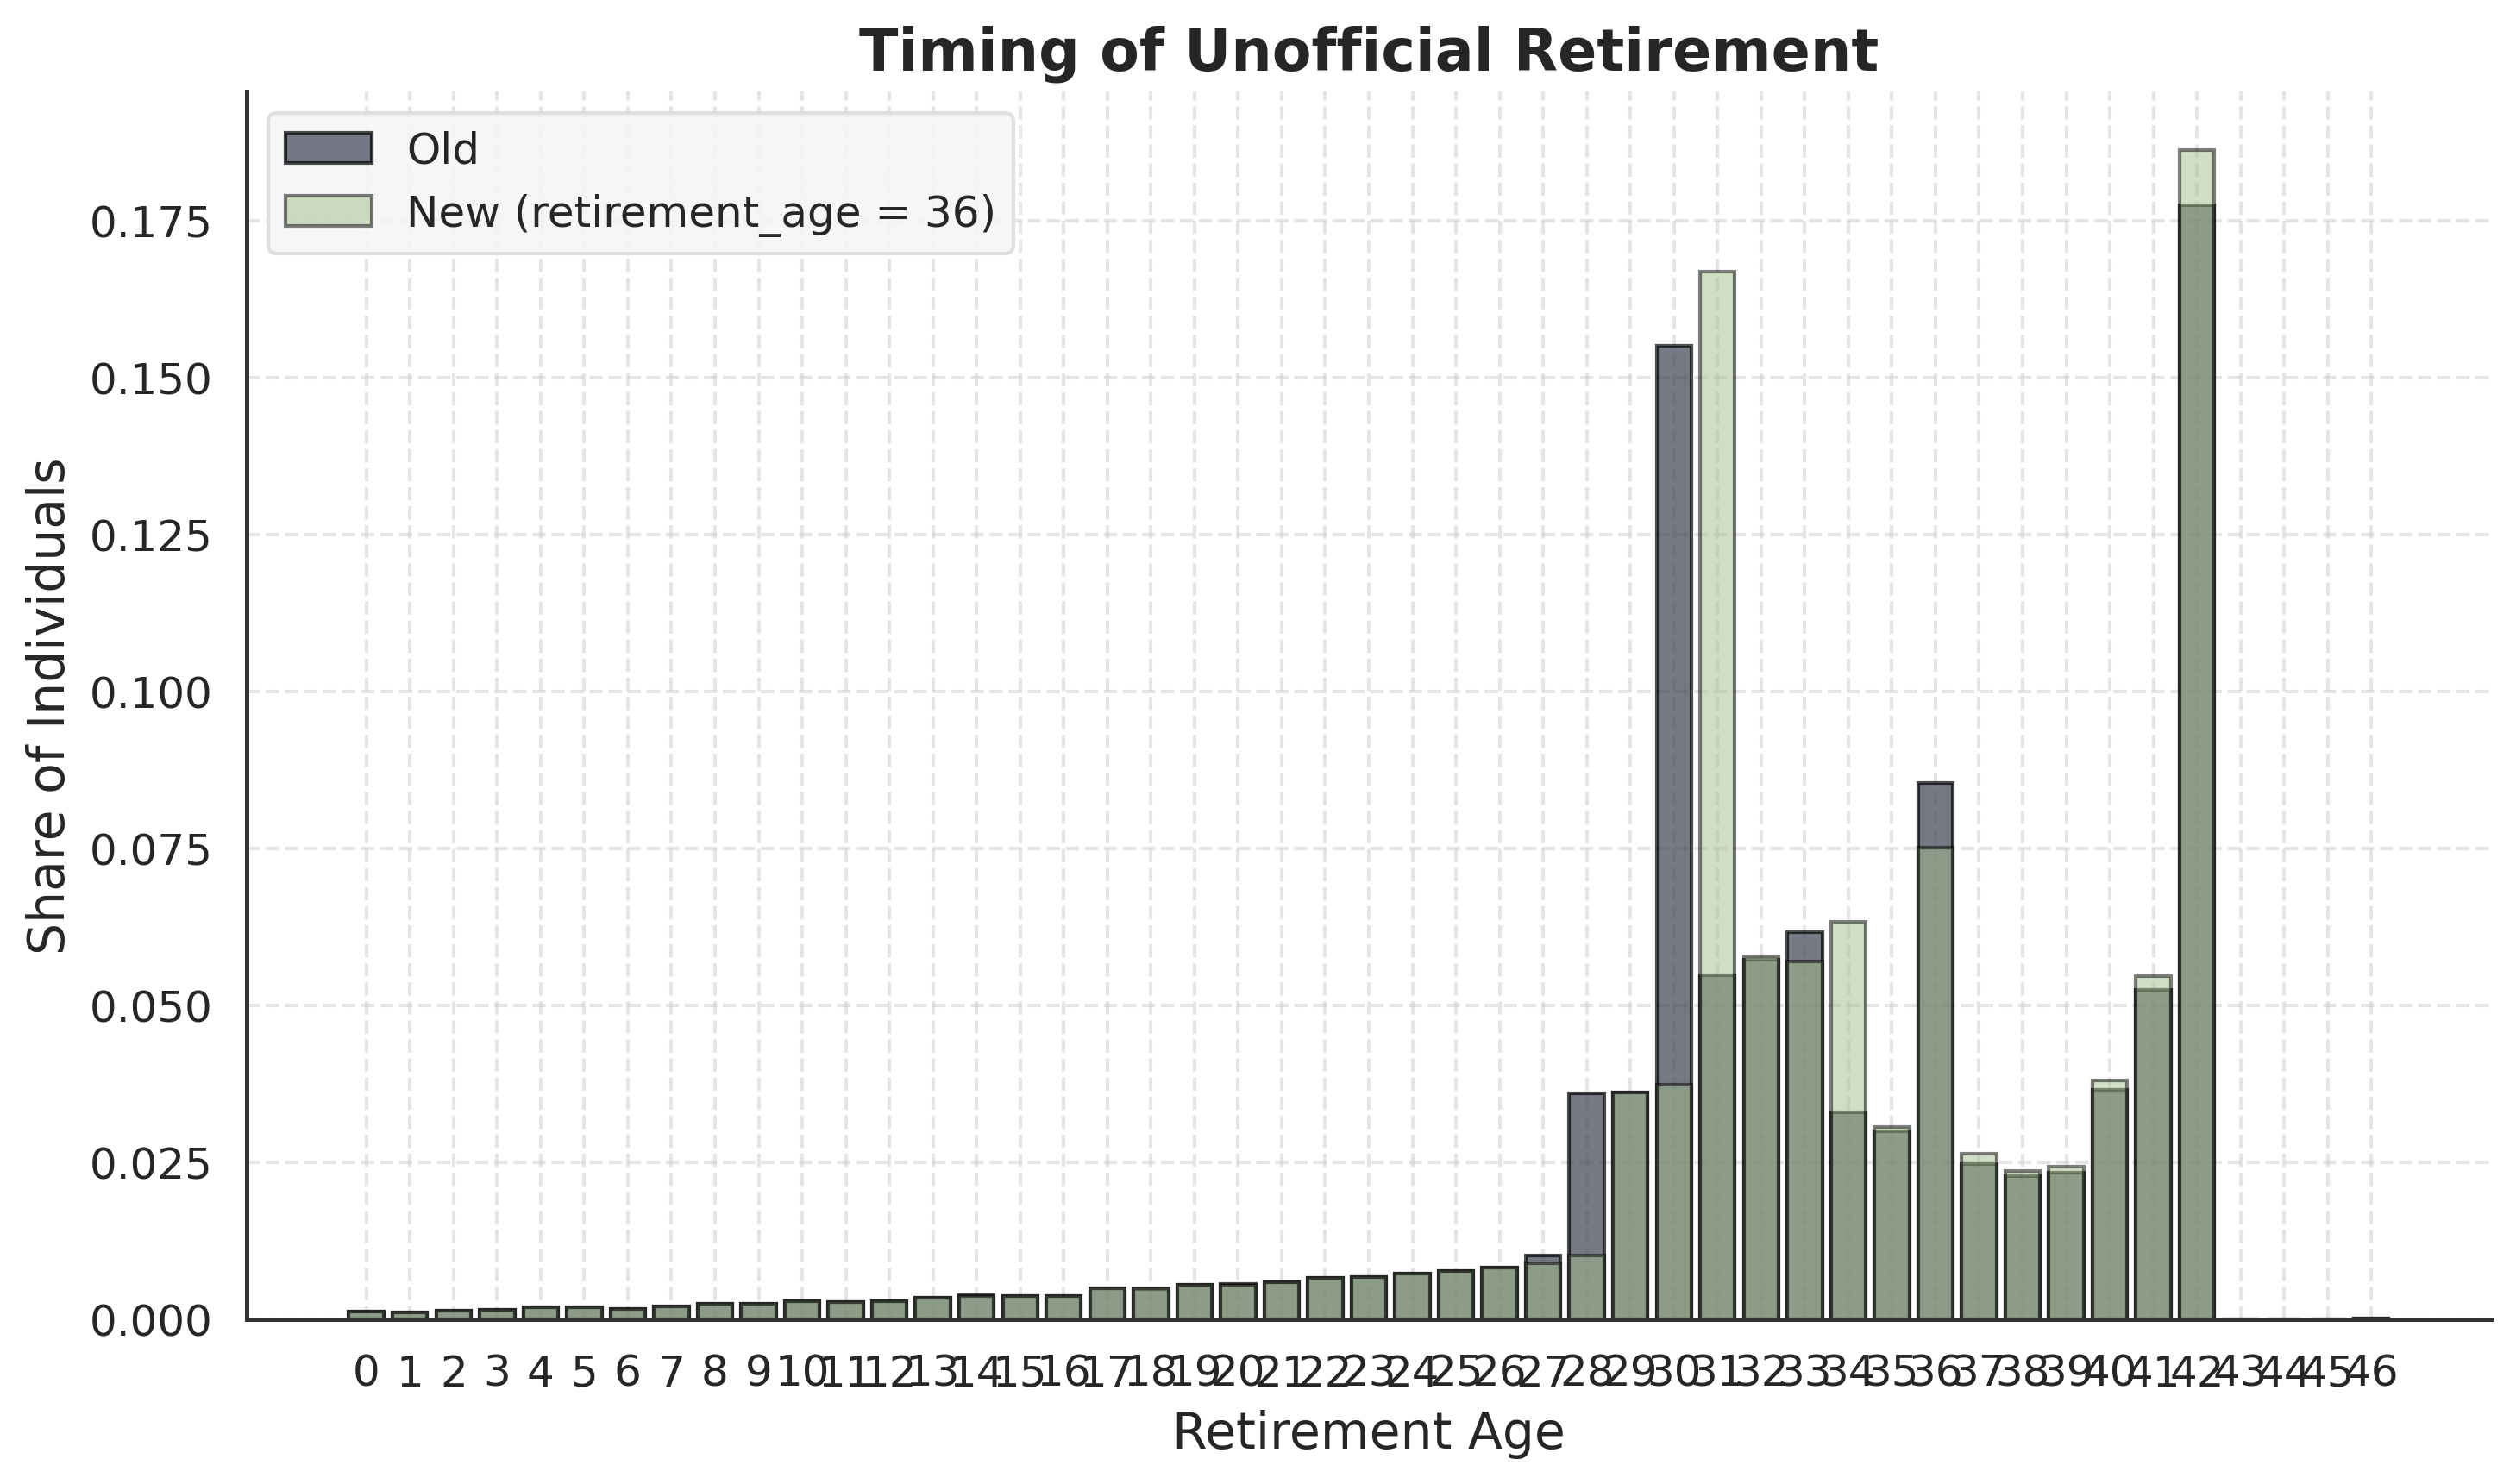 Timing of Unofficial Retirement
Old
New (retirement_age = 36)
0.175
0.150
0.125
0.100
0.075
0.050
0.025
0.000
Share of Individuals
0 1 2 3 4 5 6 7 8 9 10 11 12 13 14 15 16 17 18 19 20 21 22 23 24 25 26 27 28 29 30 31 32 33 34 35 36 37 38 39 40 41 42 43 44 45 46
Retirement Age